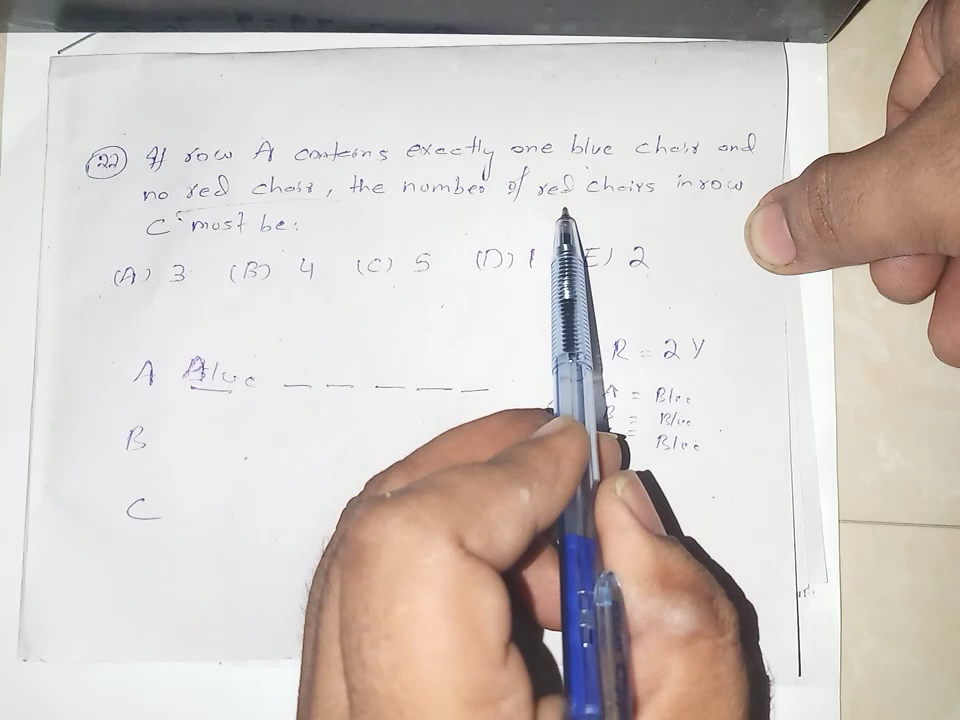 22 If row A contains exectly one blue chair and
no red chair, the number of red chairs in row
C must be:
(A) 3 (B) 4 (C) 5 (D) 1 E) 2
R = 2 Y
A Blue _ _ _ _ _
= Blue
B = Blue
B = Blue
C